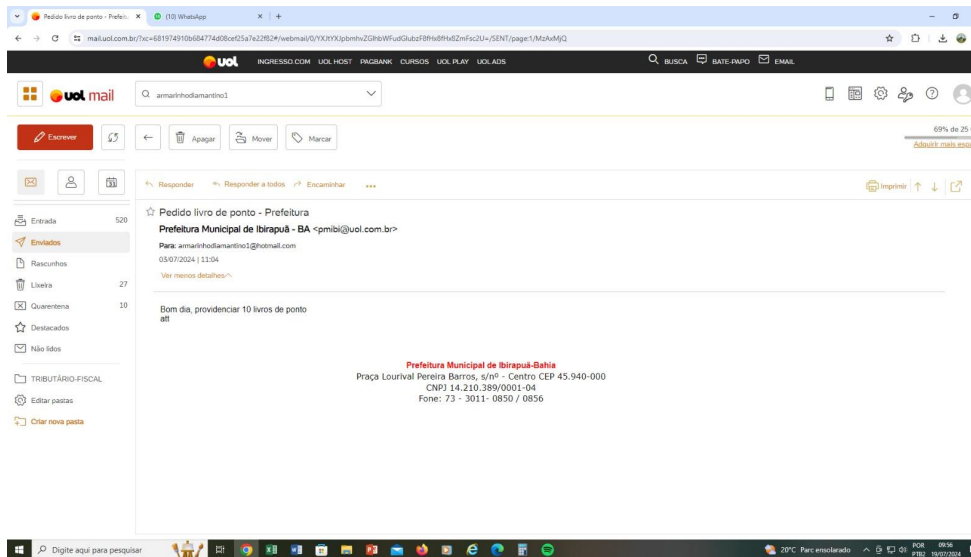 Pedido livro de ponto - Prefeitu
(10) WhatsApp
UOL INGRESSO.COM UOL HOST PAGBANK CURSOS UOL PLAY UOL ADS BUSCA BATE-PAPO EMAIL
uol mail
armarinhodiamantino1
Escrever
Apagar Mover Marcar
69% de 25
Adquirir mais espa
Responder Responder a todos Encaminhar ... Imprimir
Entrada 520
Enviados
Rascunhos
Lixeira 27
Quarentena 10
Destacados
Não lidos
TRIBUTÁRIO-FISCAL
Editar pastas
Criar nova pasta
Pedido livro de ponto - Prefeitura
Prefeitura Municipal de Ibirapuã - BA <pmibi@uol.com.br>
Para: armarinhodiamantino1@hotmail.com
03/07/2024 | 11:04
Ver menos detalhes
Bom dia, providenciar 10 livros de ponto
att
Prefeitura Municipal de Ibirapuã-Bahia
Praça Lourival Pereira Barros, s/nº - Centro CEP 45.940-000
CNPJ 14.210.389/0001-04
Fone: 73 - 3011- 0850 / 0856
Digite aqui para pesquisar
20°C Parc ensolarado
POR 09:56
PTB2 19/07/2024